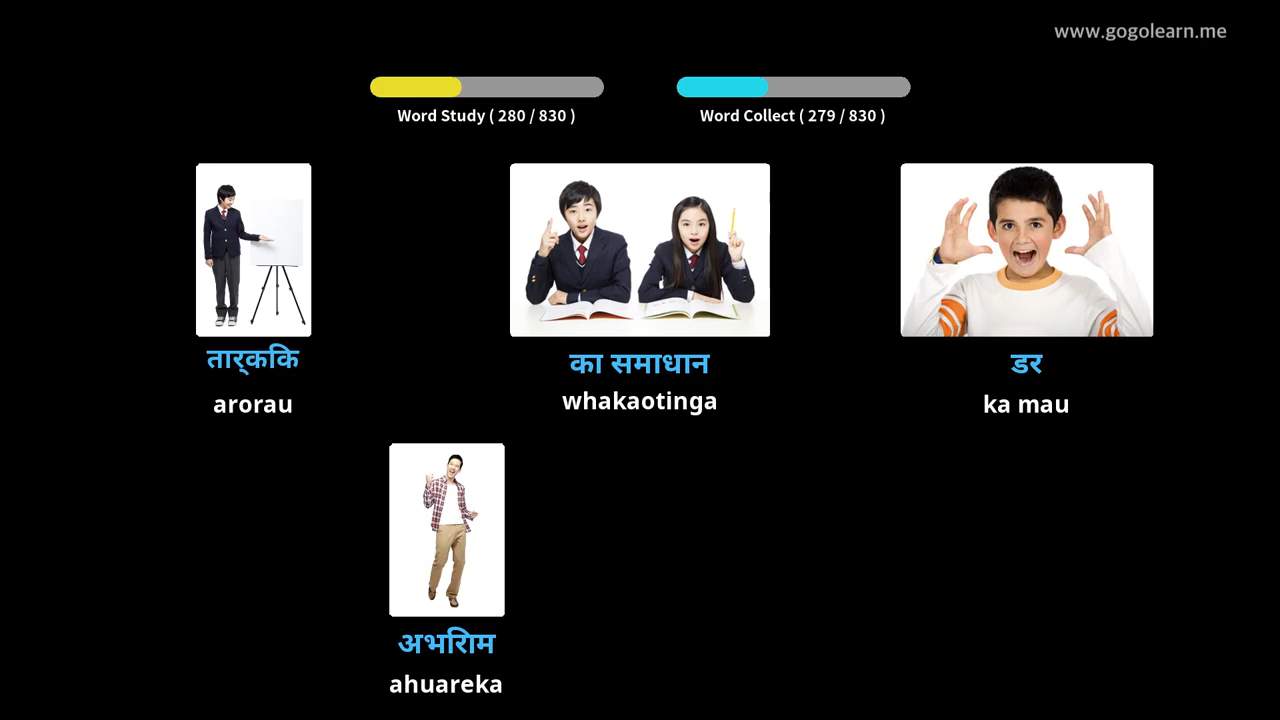 www.gogolearn.me
Word Study ( 280 / 830 )
Word Collect ( 279 / 830 )
तार्ककि
का समाधान
डर
arorau
whakaotinga
ka mau
अभरिाम
ahuareka